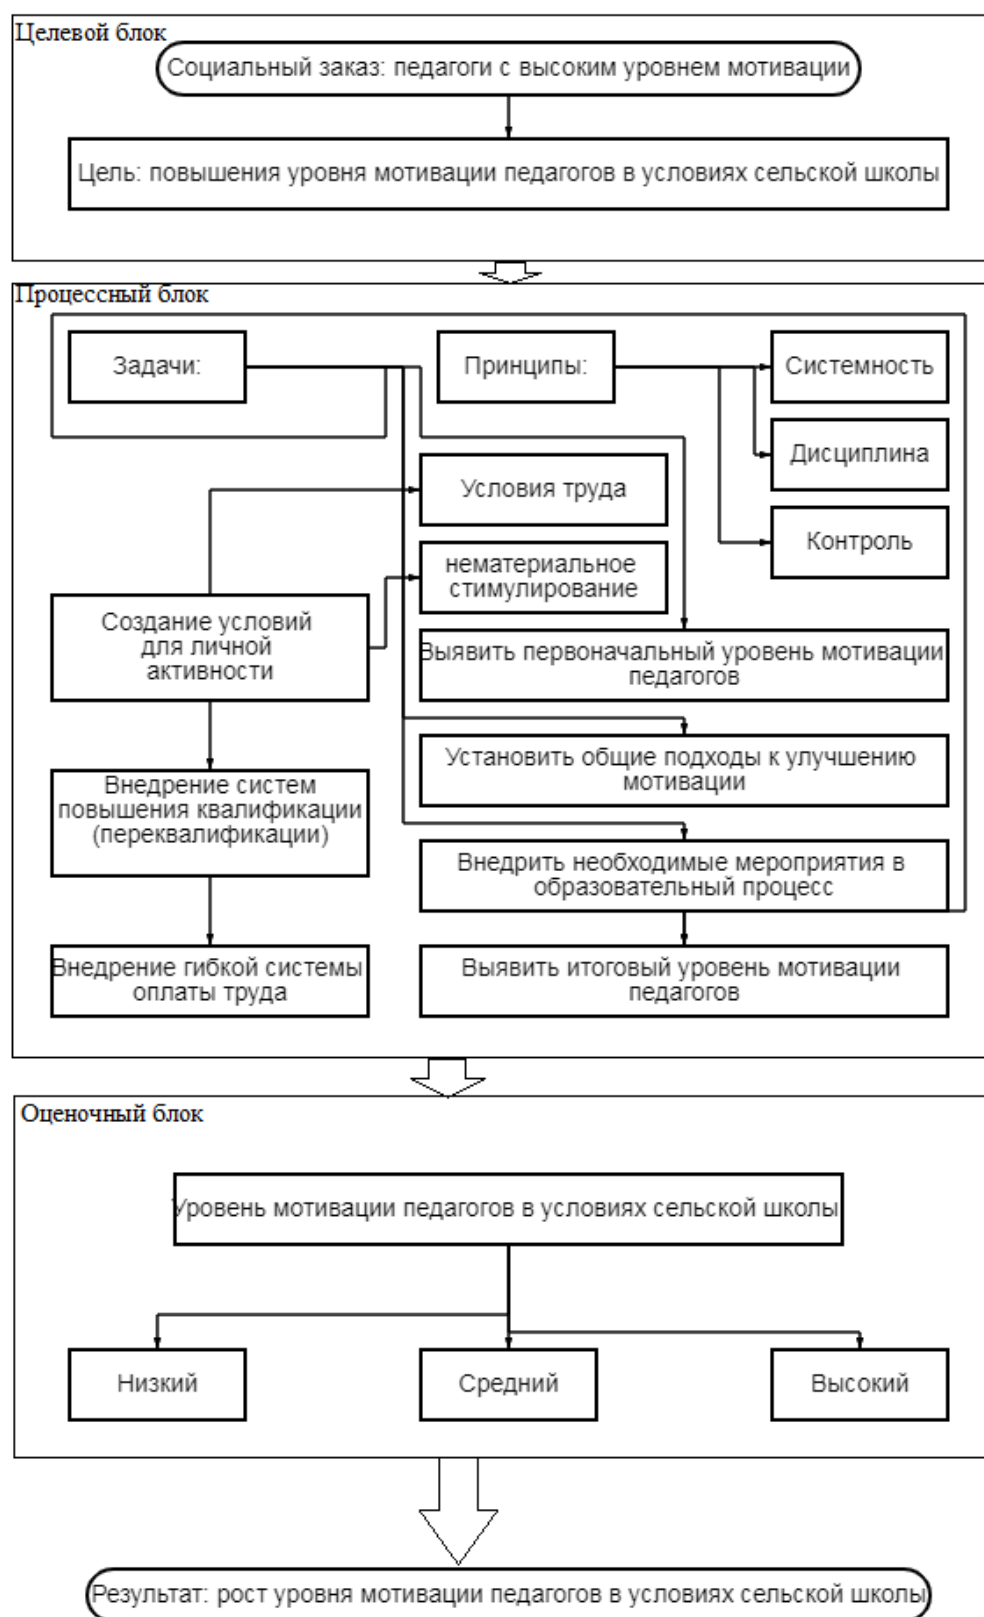 Целевой блок
Социальный заказ: педагоги с высоким уровнем мотивации
Цель: повышения уровня мотивации педагогов в условиях сельской школы
Процессный блок
Задачи:
Принципы:
Системность
Дисциплина
Контроль
Условия труда
нематериальное
стимулирование
Создание условий
для личной
активности
Выявить первоначальный уровень мотивации
педагогов
Установить общие подходы к улучшению
мотивации
Внедрение систем
повышения квалификации
(переквалификации)
Внедрить необходимые мероприятия в
образовательный процесс
Внедрение гибкой системы
оплаты труда
Выявить итоговый уровень мотивации
педагогов
Оценочный блок
Уровень мотивации педагогов в условиях сельской школы
Низкий
Средний
Высокий
Результат: рост уровня мотивации педагогов в условиях сельской школы